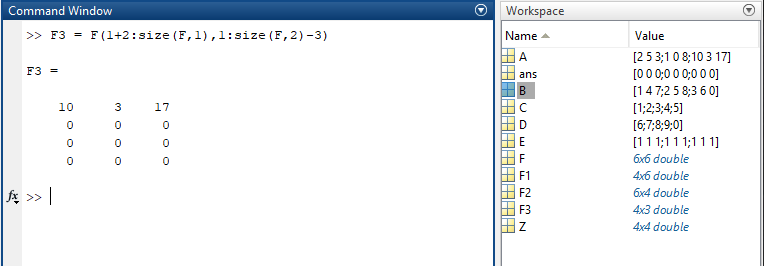 Command Window
>> F3 = F(1+2:size(F,1),1:size(F,2)-3)
F3 =
10 3 17
0 0 0
0 0 0
0 0 0
fx >>
Workspace
Name Value
A [2 5 3;1 0 8;10 3 17]
ans [0 0 0;0 0 0;0 0 0]
B [1 4 7;2 5 8;3 6 0]
C [1;2;3;4;5]
D [6;7;8;9;0]
E [1 1 1;1 1 1;1 1 1]
F 6x6 double
F1 4x6 double
F2 6x4 double
F3 4x3 double
Z 4x4 double